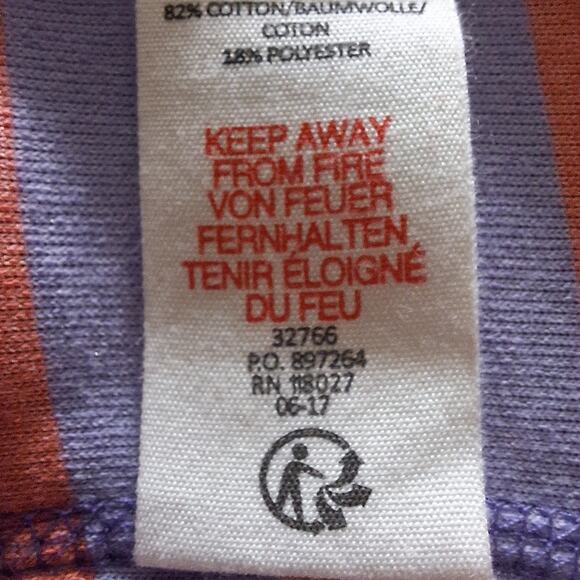 82% COTTON/BAUMWOLLE/
COTON
18% POLYESTER
KEEP AWAY
FROM FIRE
VON FEUER
FERNHALTEN
TENIR ÉLOIGNÉ
DU FEU
32766
P.O. 897264
RN 118027
06-17